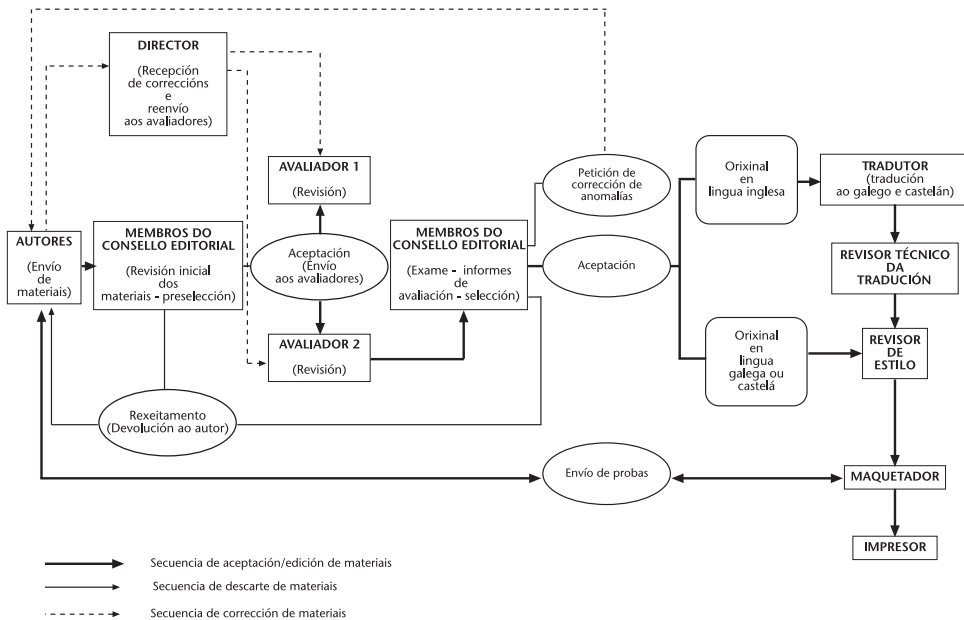 DIRECTOR
(Recepción
de correccións
e
reenvío
aos avaliadores)
AVALIADOR 1
(Revisión)
Petición de
corrección de
anomalías
Orixinal
en
lingua inglesa
TRADUTOR
(tradución
ao galego e castelán)
AUTORES
(Envío
de
materiais)
MEMBROS DO
CONSELLO EDITORIAL
(Revisión inicial
dos
materiais - preselección)
Aceptación
(Envío
aos avaliadores)
MEMBROS DO
CONSELLO EDITORIAL
(Exame - informes
de
avaliación - selección)
Aceptación
REVISOR TÉCNICO
DA
TRADUCIÓN
AVALIADOR 2
(Revisión)
Orixinal
en
lingua
galega ou
castelá
REVISOR
DE
ESTILO
Rexeitamento
(Devolución ao autor)
Envío de probas
MAQUETADOR
IMPRESOR
Secuencia de aceptación/edición de materiais
Secuencia de descarte de materiais
Secuencia de corrección de materiais